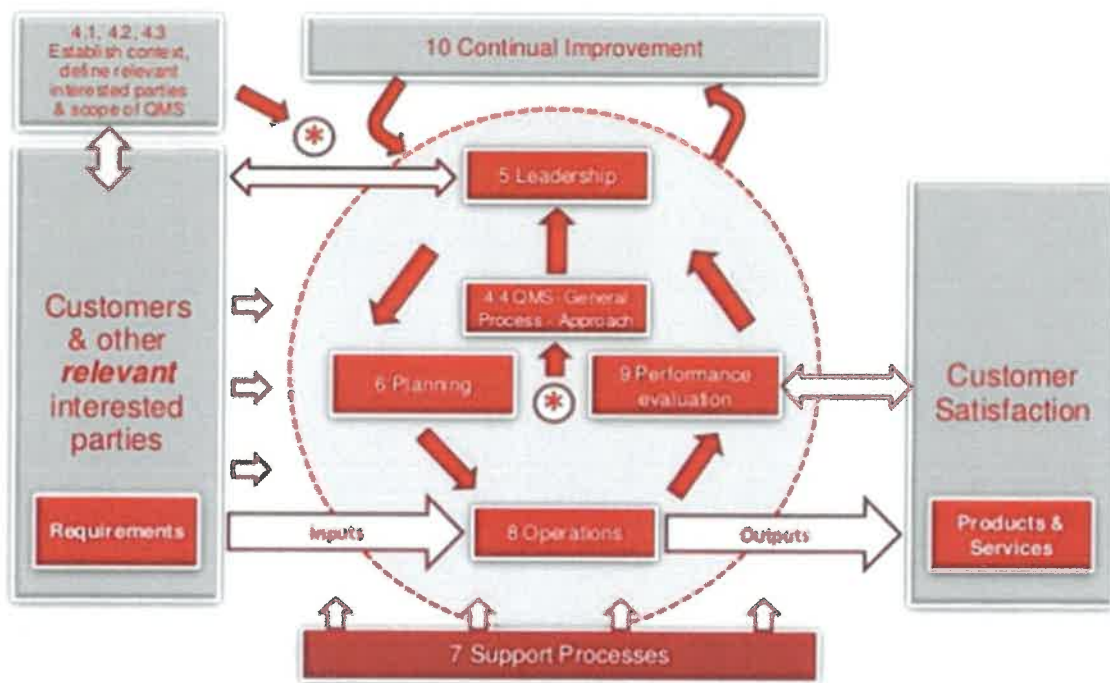 4.1, 4.2, 4.3
Establish context,
define relevant
interested parties
& scope of QMS
10 Continual Improvement
*
5 Leadership
Customers
& other
relevant
interested
parties
4.4 QMS - General
Process - Approach
6 Planning
*
9 Performance
evaluation
Customer
Satisfaction
Requirements
Inputs
8 Operations
Outputs
Products &
Services
7 Support Processes